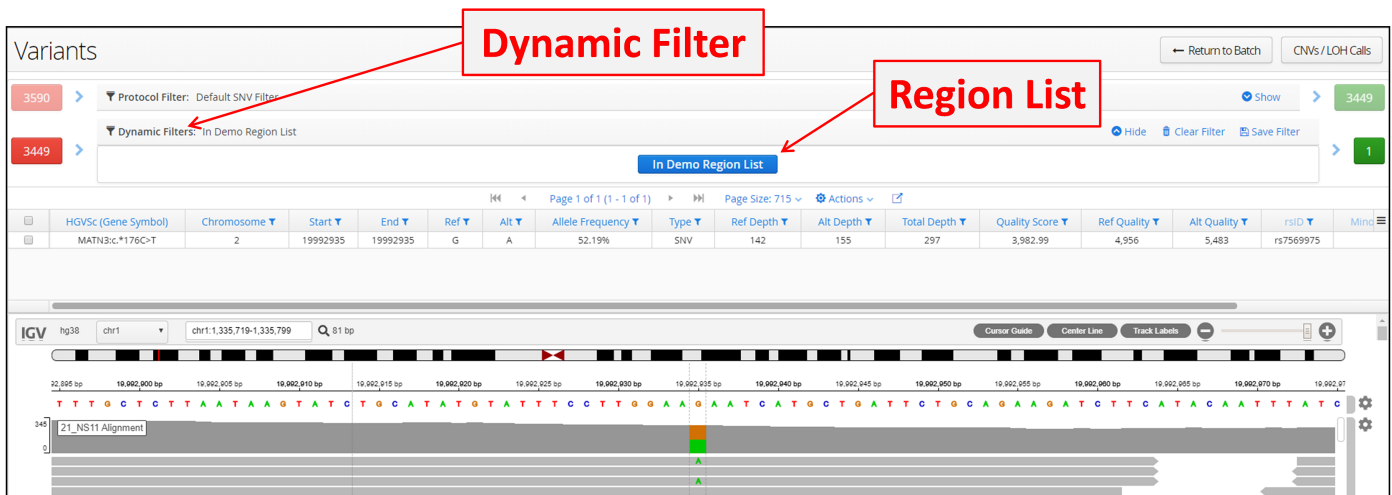 Dynamic Filter
Region List
Variants
← Return to Batch
CNVs / LOH Calls
3590
Protocol Filter: Default SNV Filter
Show
3449
3449
Dynamic Filters: In Demo Region List
Hide
Clear Filter
Save Filter
1
In Demo Region List
Page 1 of 1 (1 - 1 of 1) Page Size: 715 Actions
HGVSc (Gene Symbol) Chromosome Start End Ref Alt Allele Frequency Type Ref Depth Alt Depth Total Depth Quality Score Ref Quality Alt Quality rsID
MATN3:c.*176C>T 2 19992935 19992935 G A 52.19% SNV 142 155 297 3,982.99 4,956 5,483 rs7569975
IGV hg38 chr1 chr1:1,335,719-1,335,799 81 bp Cursor Guide Center Line Track Labels
92,895 bp 19,992,900 bp 19,992,905 bp 19,992,910 bp 19,992,915 bp 19,992,920 bp 19,992,925 bp 19,992,930 bp 19,992,935 bp 19,992,940 bp 19,992,945 bp 19,992,950 bp 19,992,955 bp 19,992,960 bp 19,992,965 bp 19,992,970 bp 19,992,97
T T T G C T C T T A A T A A G T A T C T G C A T A T G T A T T T C C T T G G A A G A A T C A T G C T G A T T C T G C A G A A G A T C T T C A T A C A A T T T A T C
345
21_NS11 Alignment
0
A
A